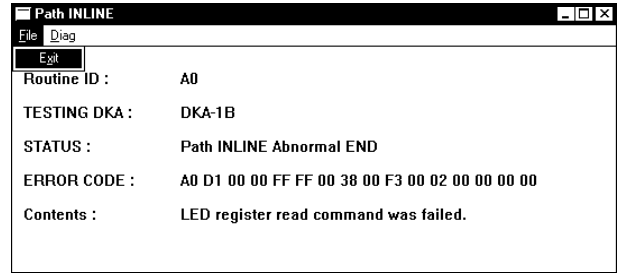 Path INLINE
File Diag
Exit
Routine ID : A0
TESTING DKA : DKA-1B
STATUS : Path INLINE Abnormal END
ERROR CODE : A0 D1 00 00 FF FF 00 38 00 F3 00 02 00 00 00 00
Contents : LED register read command was failed.